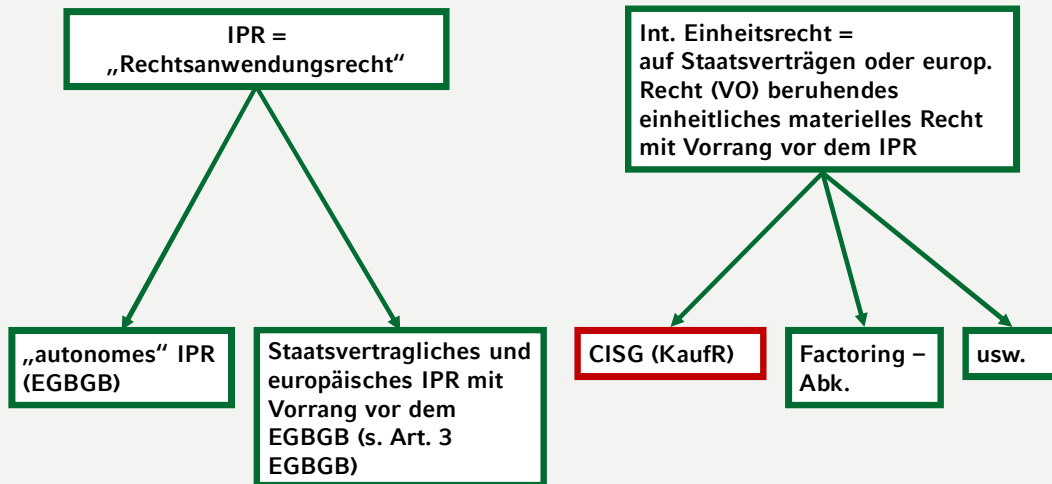 IPR =
„Rechtsanwendungsrecht“
Int. Einheitsrecht =
auf Staatsverträgen oder europ.
Recht (VO) beruhendes
einheitliches materielles Recht
mit Vorrang vor dem IPR
„autonomes“ IPR
(EGBGB)
Staatsvertragliches und
europäisches IPR mit
Vorrang vor dem
EGBGB (s. Art. 3
EGBGB)
CISG (KaufR)
Factoring –
Abk.
usw.